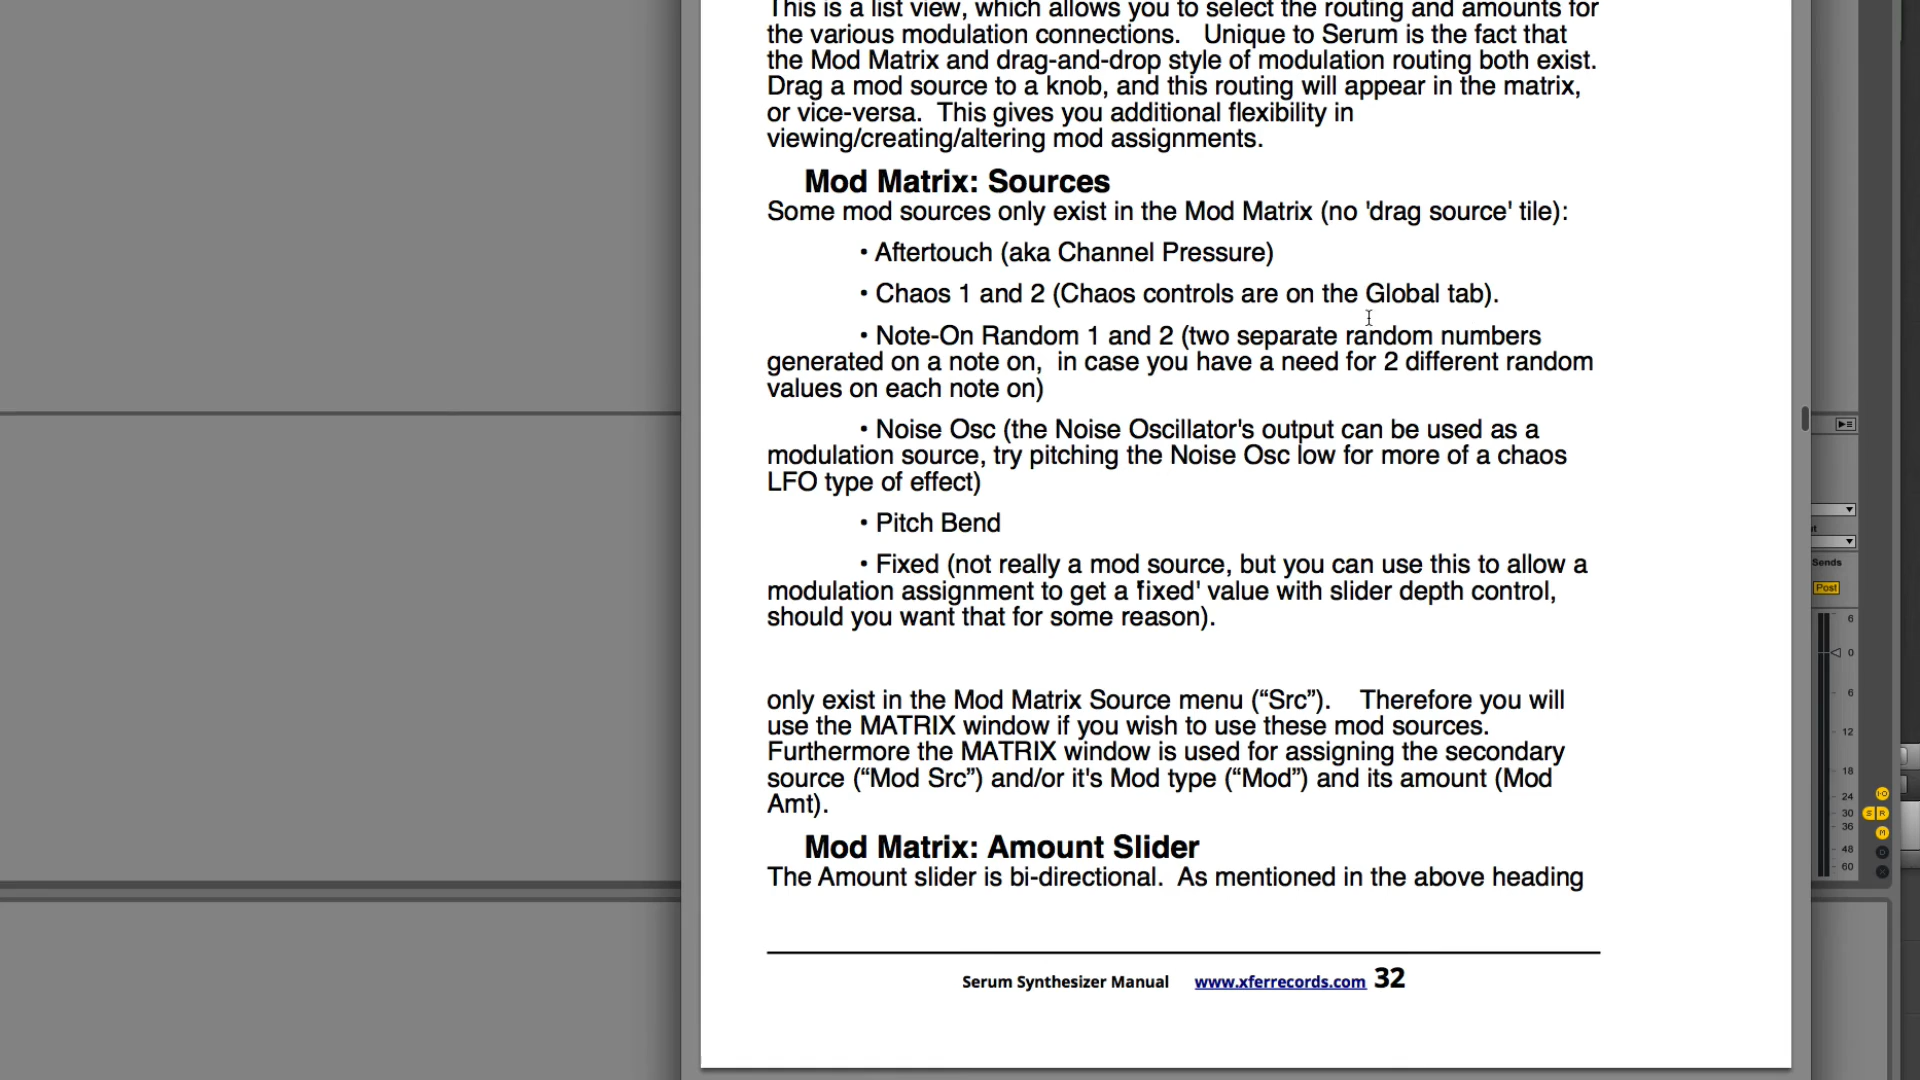 This is a list view, which allows you to select the routing and amounts for
the various modulation connections.   Unique to Serum is the fact that
the Mod Matrix and drag-and-drop style of modulation routing both exist.
Drag a mod source to a knob, and this routing will appear in the matrix,
or vice-versa.  This gives you additional flexibility in
viewing/creating/altering mod assignments.
Mod Matrix: Sources
Some mod sources only exist in the Mod Matrix (no 'drag source' tile):
• Aftertouch (aka Channel Pressure)
• Chaos 1 and 2 (Chaos controls are on the Global tab).
• Note-On Random 1 and 2 (two separate random numbers
generated on a note on,  in case you have a need for 2 different random
values on each note on)
• Noise Osc (the Noise Oscillator's output can be used as a
modulation source, try pitching the Noise Osc low for more of a chaos
LFO type of effect)
• Pitch Bend
• Fixed (not really a mod source, but you can use this to allow a
modulation assignment to get a 'fixed' value with slider depth control,
should you want that for some reason).
only exist in the Mod Matrix Source menu (“Src”).    Therefore you will
use the MATRIX window if you wish to use these mod sources.
Furthermore the MATRIX window is used for assigning the secondary
source (“Mod Src”) and/or it's Mod type (“Mod”) and its amount (Mod
Amt).
Mod Matrix: Amount Slider
The Amount slider is bi-directional.  As mentioned in the above heading
Serum Synthesizer Manual www.xferrecords.com 32
Sends
Post
6
0
6
12
18
24
30
36
48
60
I·O
S R
M
D
X